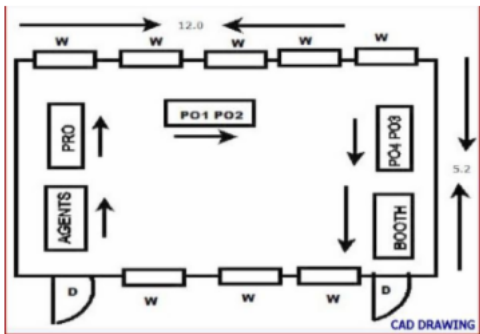 12.0
W W W W W
PO1 PO2
PRO
PO4 PO3
5.2
AGENTS
BOOTH
D W W W D
CAD DRAWING